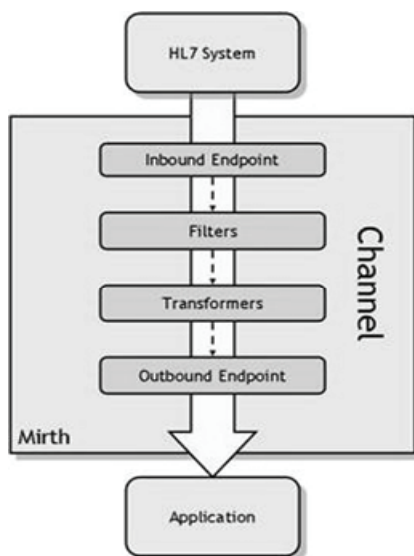 HL7 System
Inbound Endpoint
Filters
Channel
Transformers
Outbound Endpoint
Mirth
Application